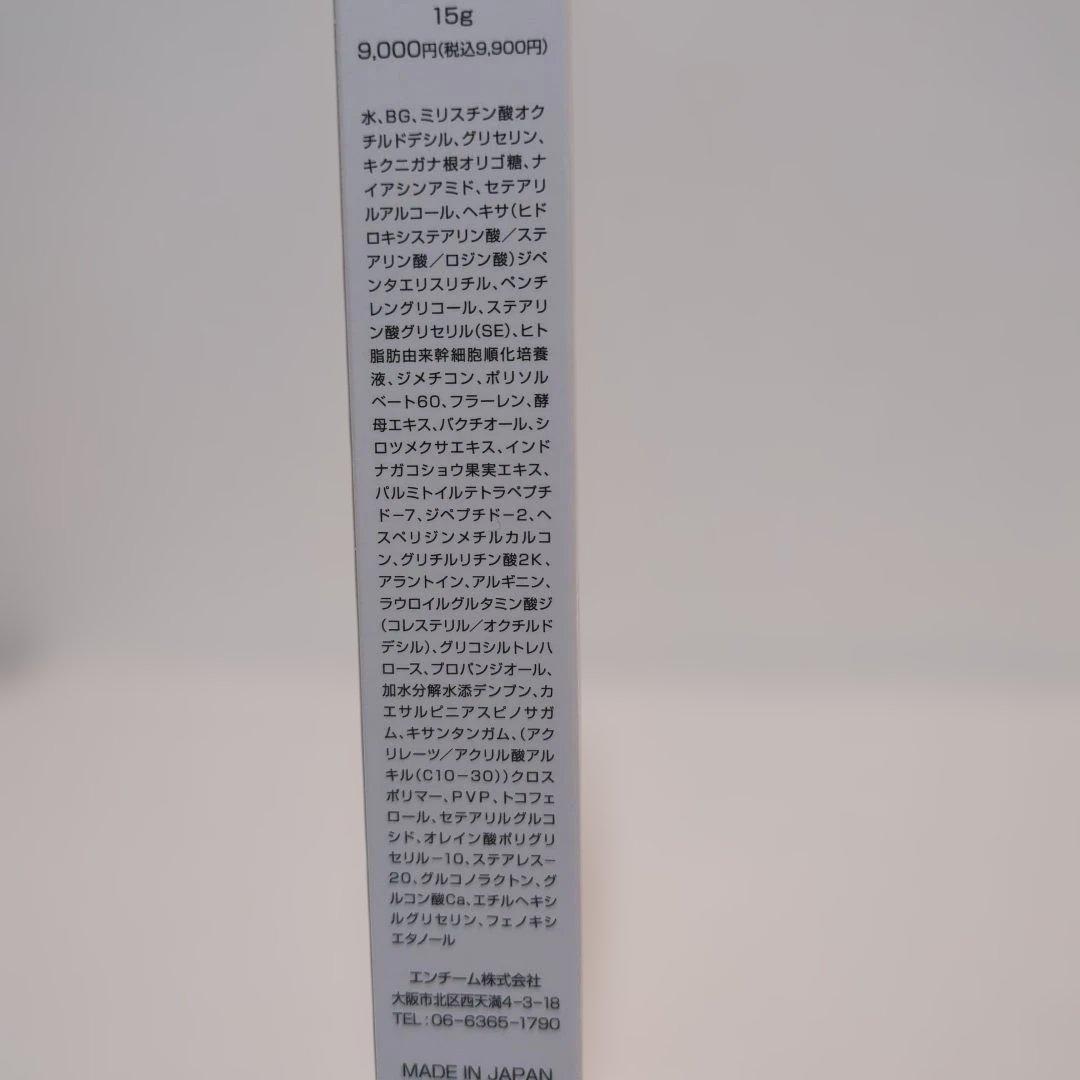 15g
9,000円(税込9,900円)
水、BG、ミリスチン酸オク
チルドデシル、グリセリン、
キクニガナ根オリゴ糖、ナ
イアシンアミド、セテアリ
ルアルコール、ヘキサ(ヒド
ロキシステアリン酸/ステ
アリン酸/ロジン酸)ジペ
ンタエリスリチル、ペンチ
レングリコール、ステアリ
ン酸グリセリル(SE)、ヒト
脂肪由来幹細胞順化培養
液、ジメチコン、ポリソル
ベート60、フラーレン、酵
母エキス、バクチオール、シ
ロツメクサエキス、インド
ナガコショウ果実エキス、
パルミトイルテトラペプチ
ド-7、ジペプチド-2、ヘ
スペリジンメチルカルコ
ン、グリチルリチン酸2K、
アラントイン、アルギニン、
ラウロイルグルタミン酸ジ
(コレステリル/オクチルド
デシル)、グリコシルトレハ
ロース、プロパンジオール、
加水分解水添デンプン、カ
エサルピニアスピノサガ
ム、キサンタンガム、(アク
リレーツ/アクリル酸アル
キル(C10-30))クロス
ポリマー、PVP、トコフェ
ロール、セテアリルグルコ
シド、オレイン酸ポリグリ
セリル-10、ステアレス-
20、グルコノラクトン、グ
ルコン酸Ca、エチルヘキシ
ルグリセリン、フェノキシ
エタノール
エンチーム株式会社
大阪市北区西天満4-3-18
TEL:06-6365-1790
MADE IN JAPAN